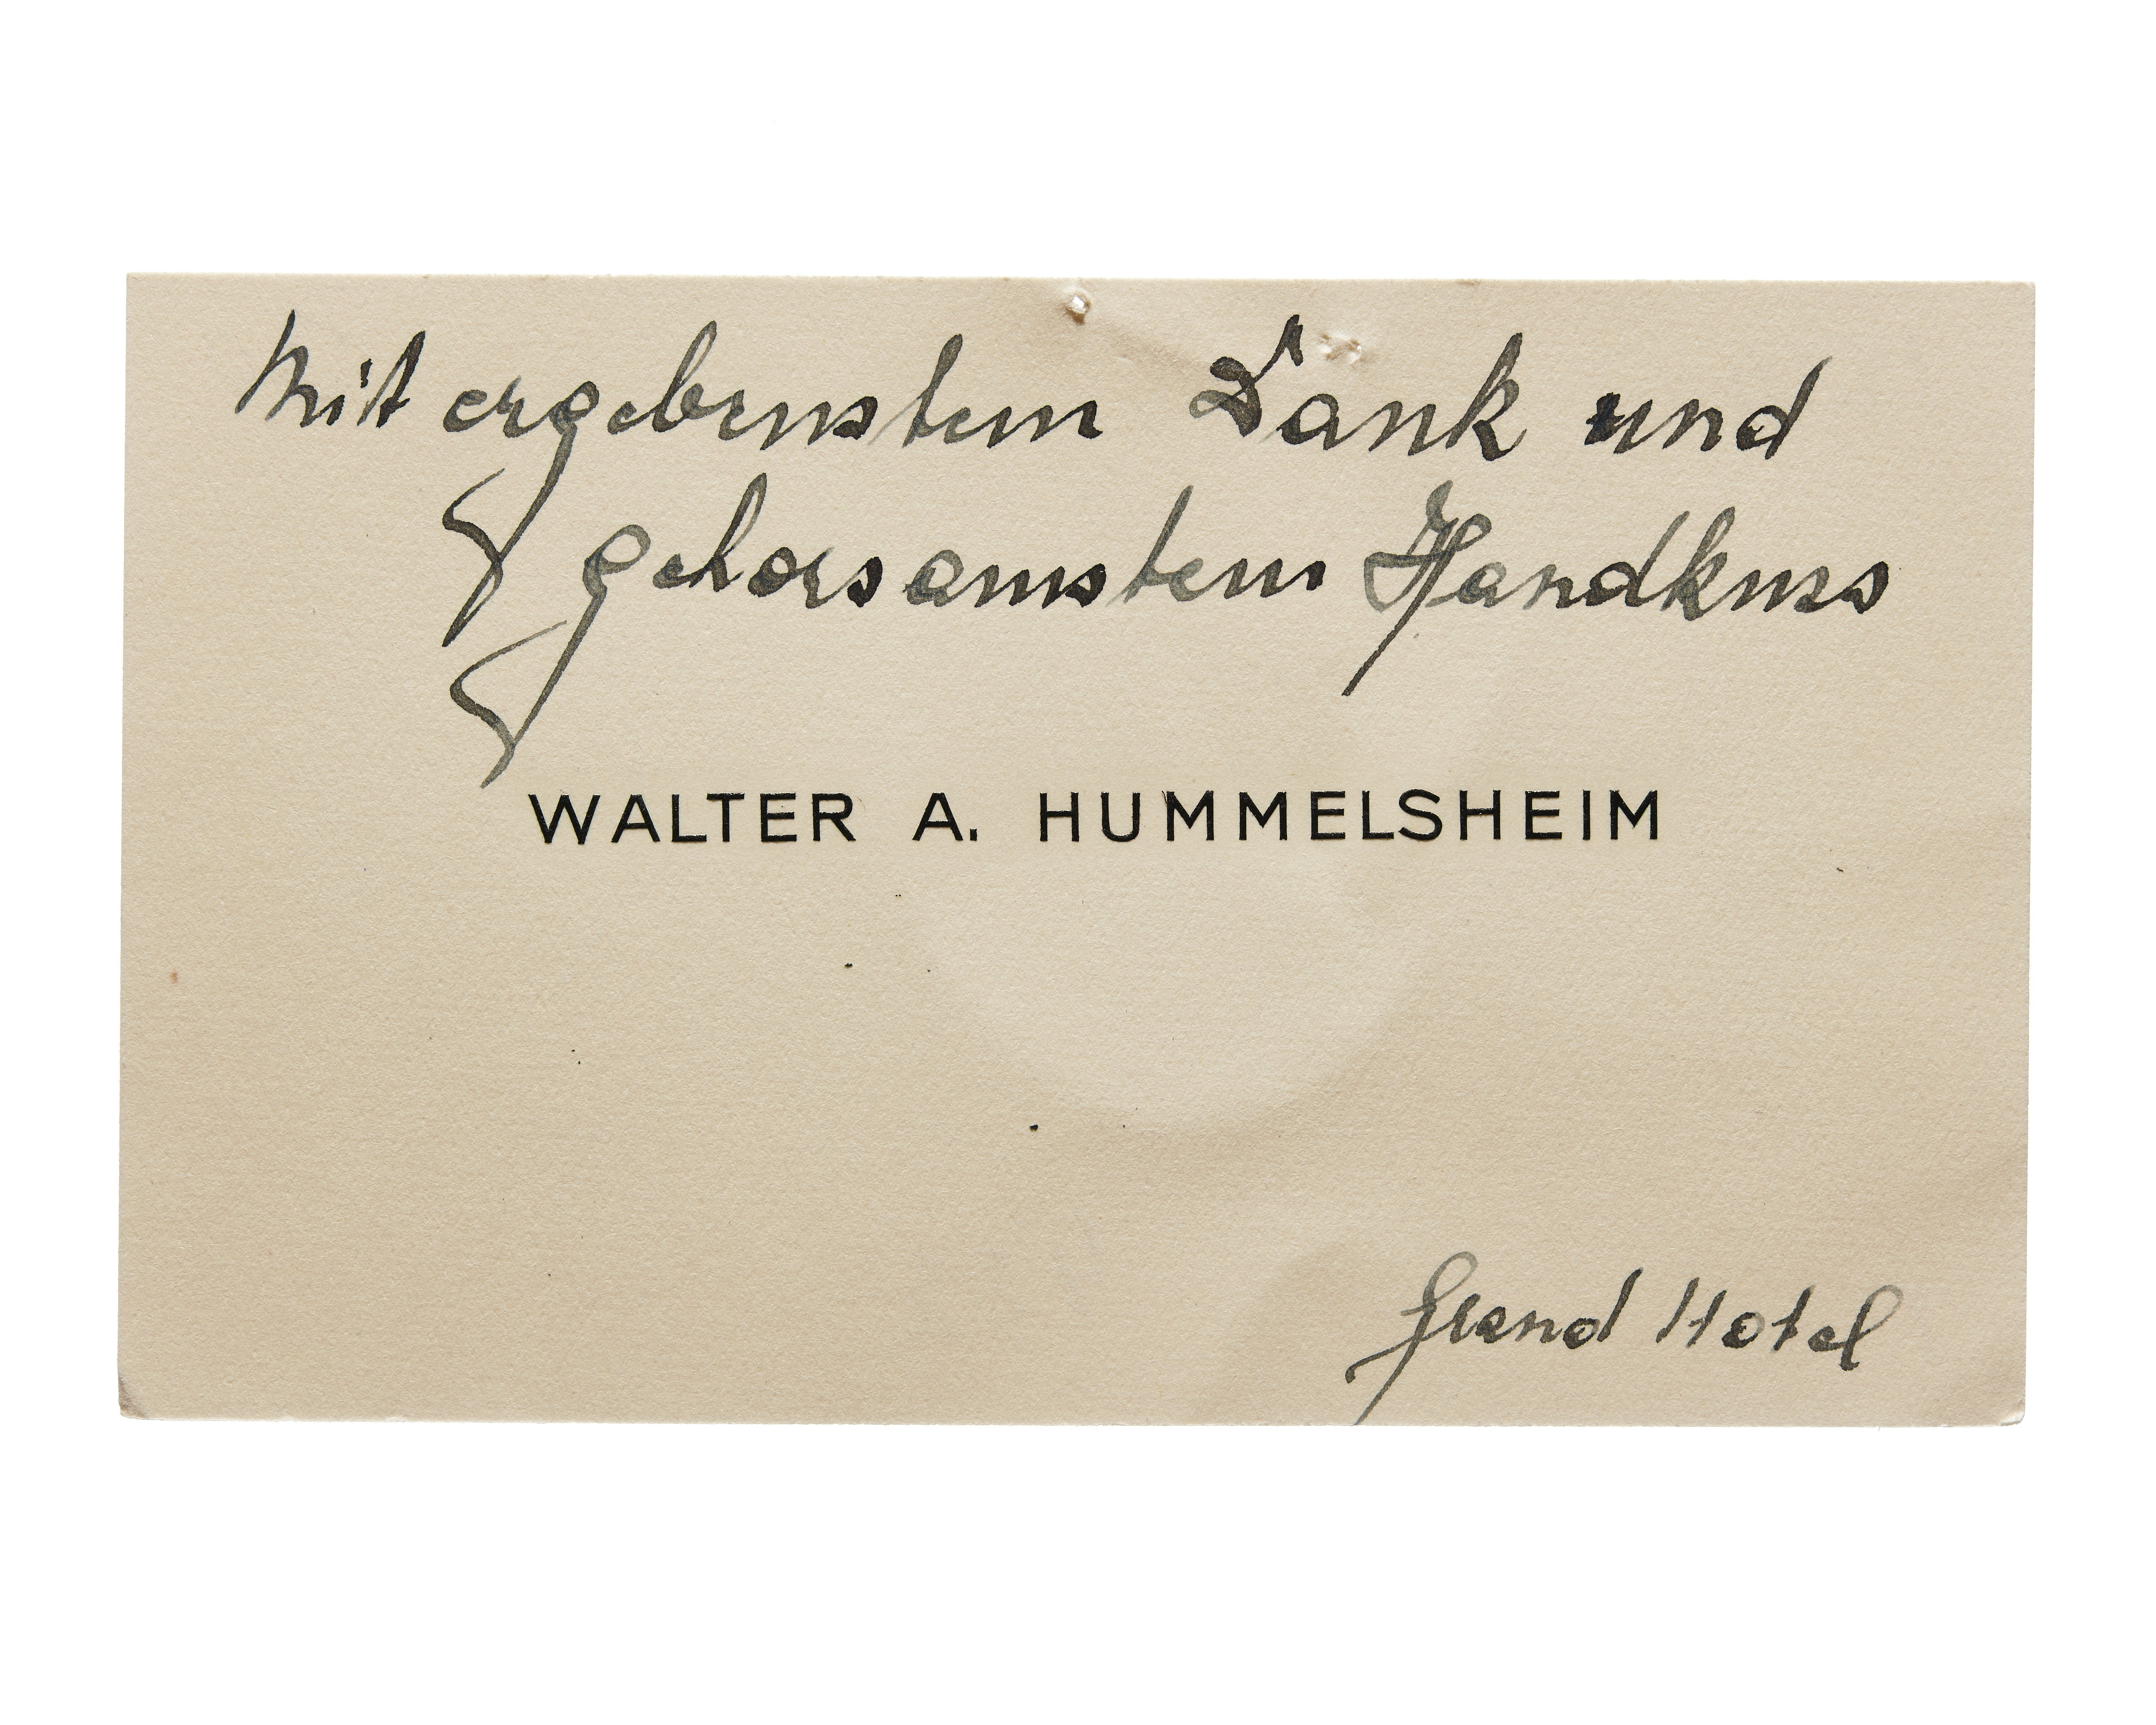 Mit ergebenstem Dank und
gehorsamstem Handkuss
WALTER A. HUMMELSHEIM
Grand Hotel